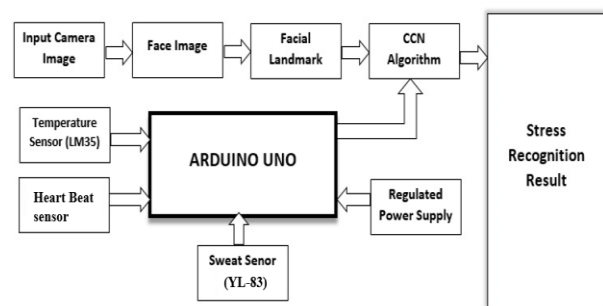 Input Camera
Image
Face Image
Facial
Landmark
CCN
Algorithm
Temperature
Sensor (LM35)
ARDUINO UNO
Stress
Recognition
Result
Heart Beat
sensor
Regulated
Power Supply
Sweat Senor
(YL-83)